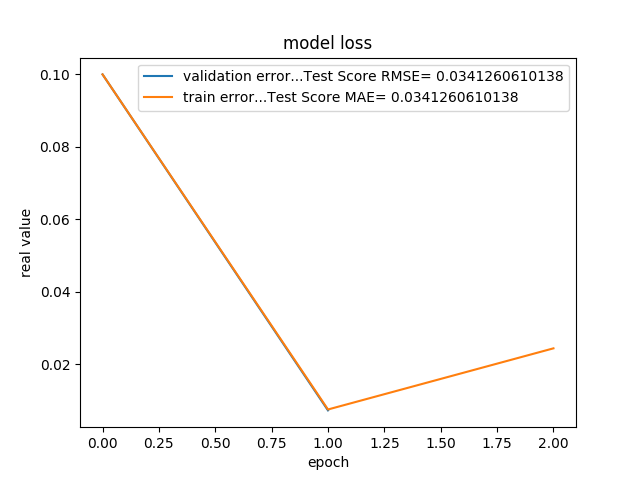 model loss
validation error...Test Score RMSE= 0.0341260610138
train error...Test Score MAE= 0.0341260610138
0.10
0.08
0.06
0.04
0.02
real value
0.00 0.25 0.50 0.75 1.00 1.25 1.50 1.75 2.00
epoch